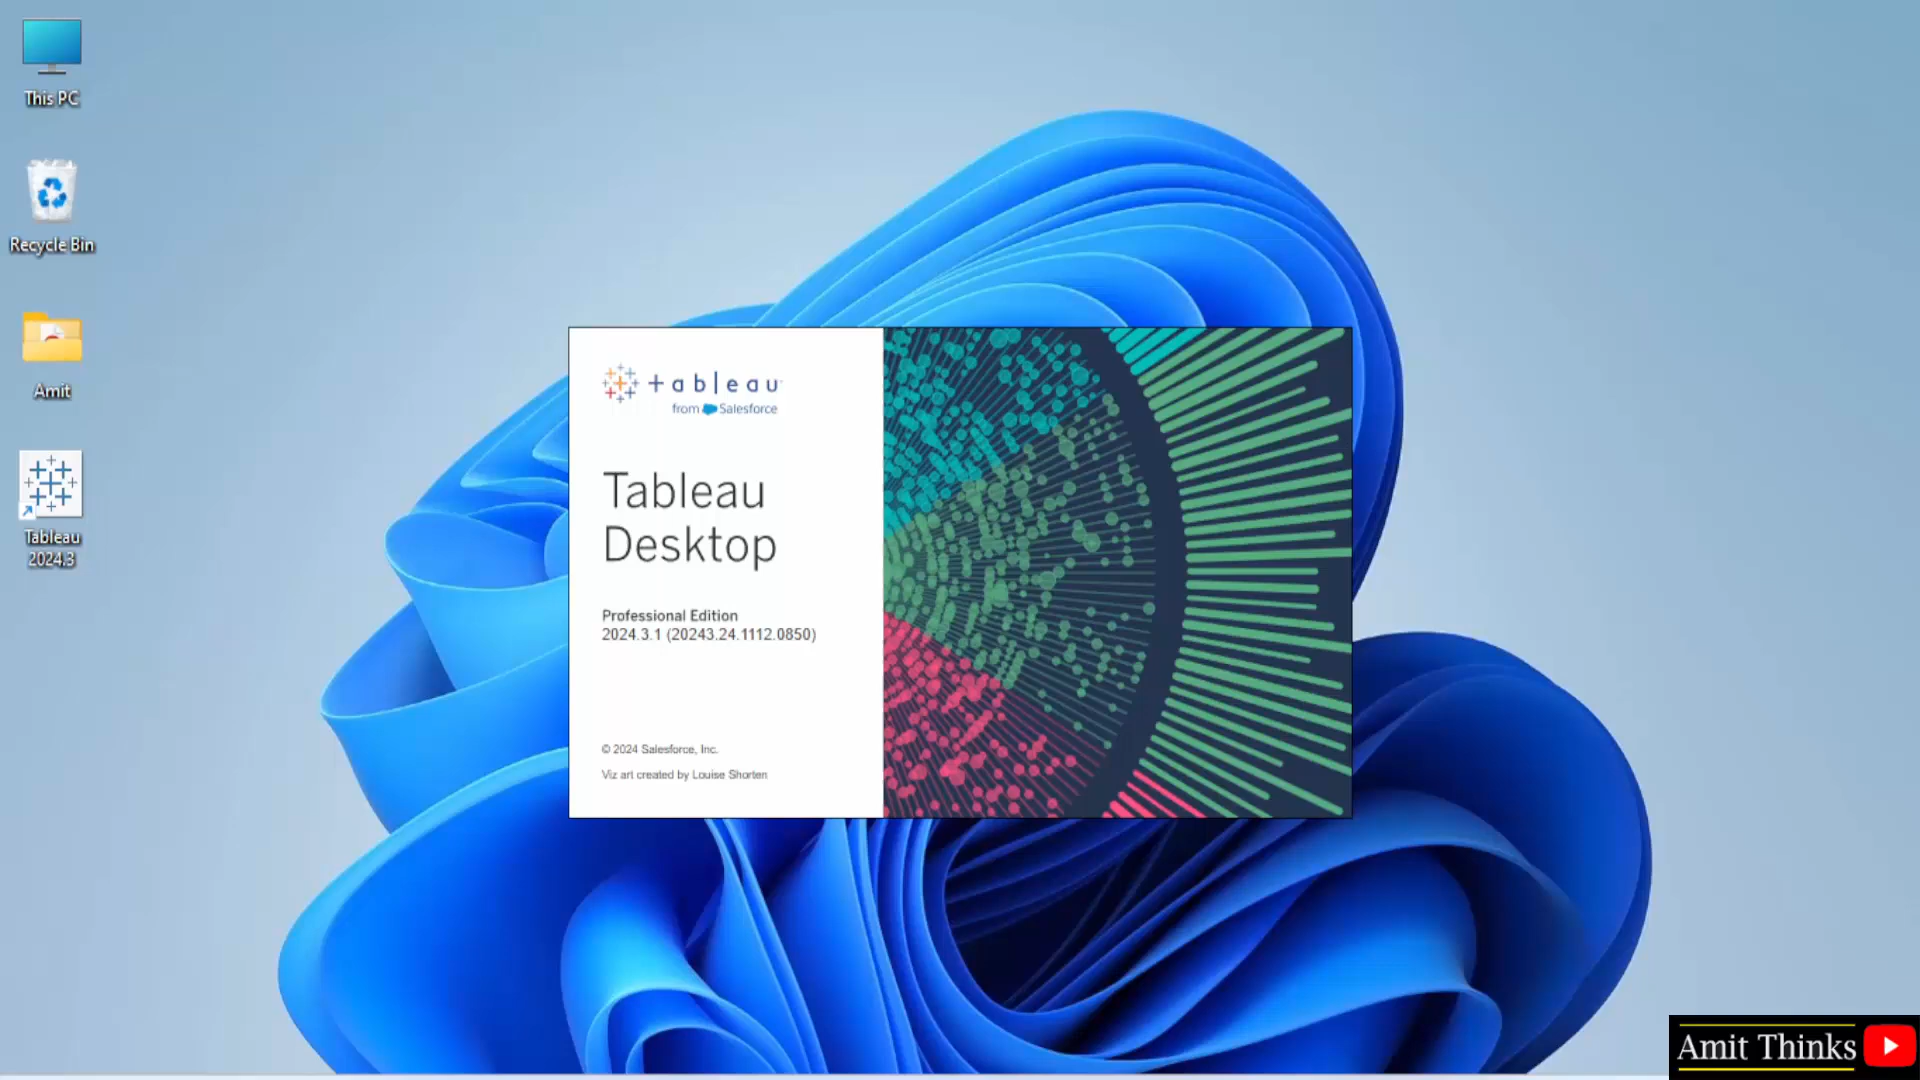 This PC
Recycle Bin
Amit
Tableau
2024.3
+ableau
from Salesforce
Tableau
Desktop
Professional Edition
2024.3.1 (20243.24.1112.0850)
© 2024 Salesforce, Inc.
Viz art created by Louise Shorten
Amit Thinks